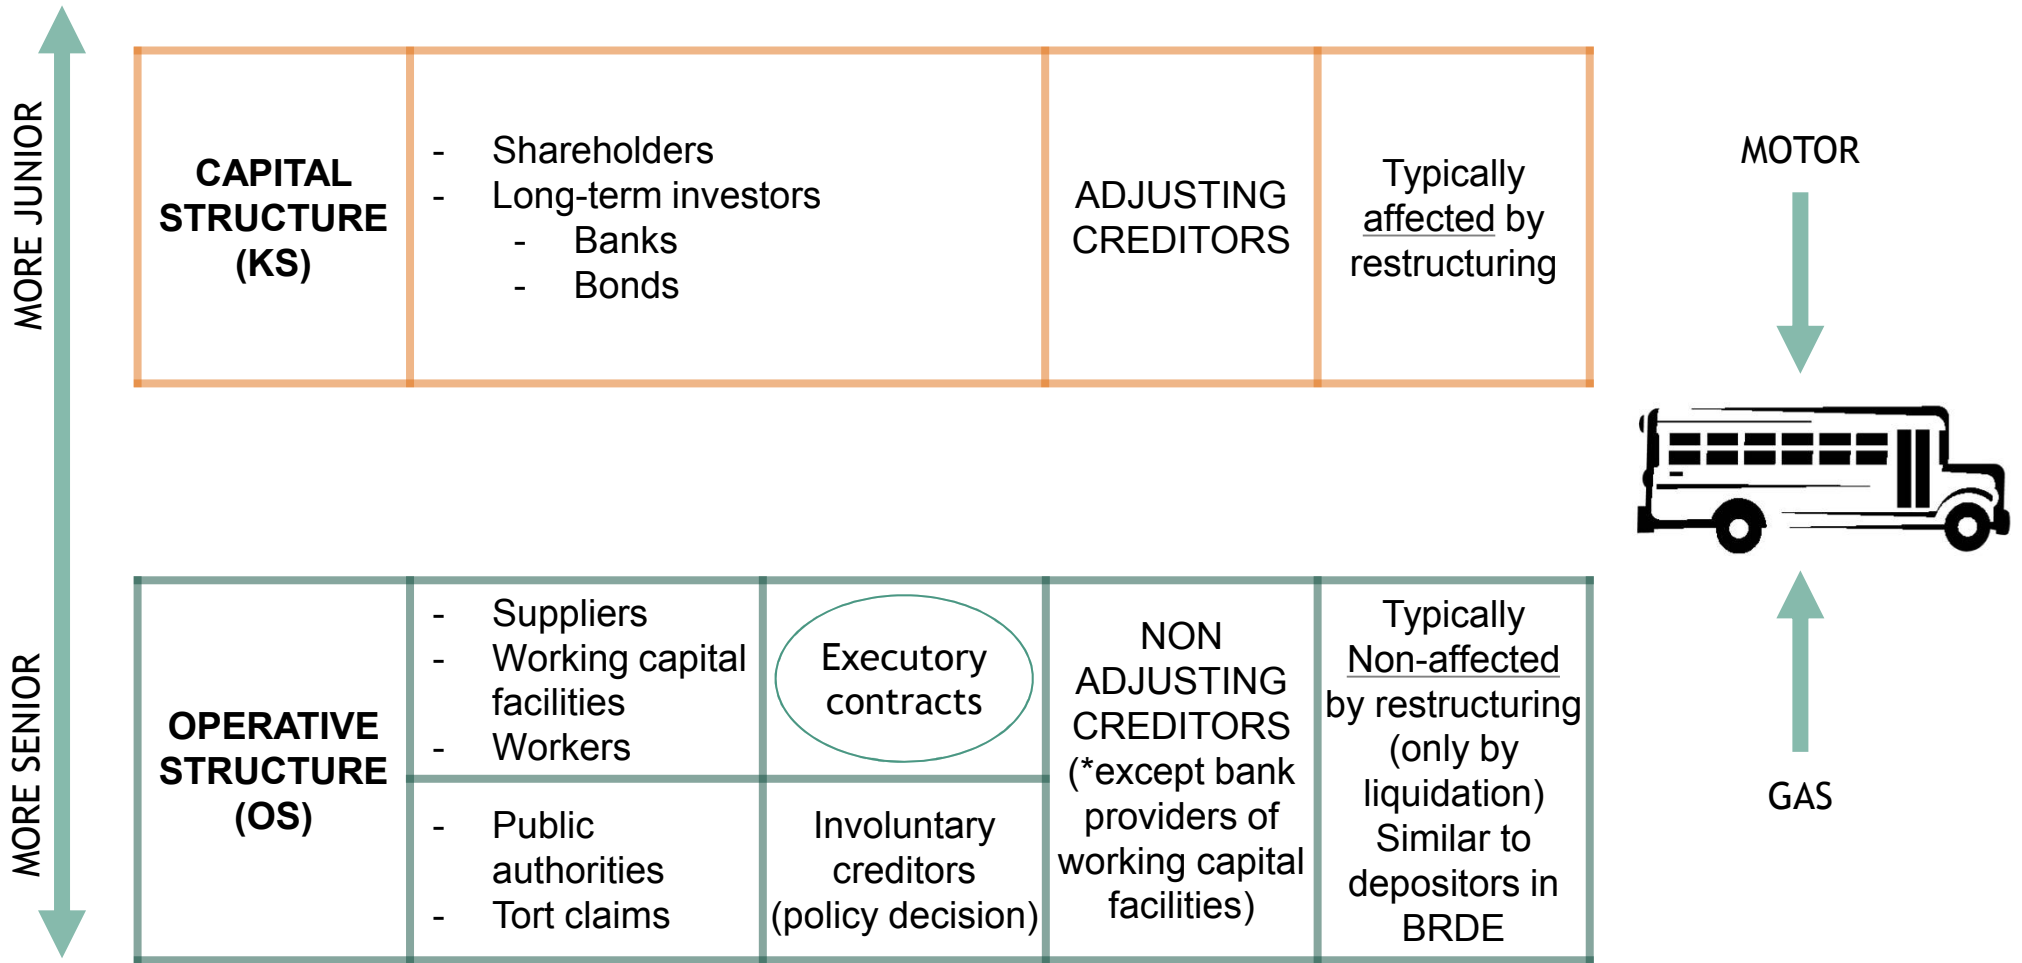 MORE JUNIOR
CAPITAL
STRUCTURE
(KS)
- Shareholders
- Long-term investors
- Banks
- Bonds
ADJUSTING
CREDITORS
Typically
affected by
restructuring
MOTOR
MORE SENIOR
OPERATIVE
STRUCTURE
(OS)
- Suppliers
- Working capital
facilities
- Workers
Executory
contracts
- Public
authorities
- Tort claims
Involuntary
creditors
(policy decision)
NON
ADJUSTING
CREDITORS
(*except bank
providers of
working capital
facilities)
Typically
Non-affected
by restructuring
(only by
liquidation)
Similar to
depositors in
BRDE
GAS